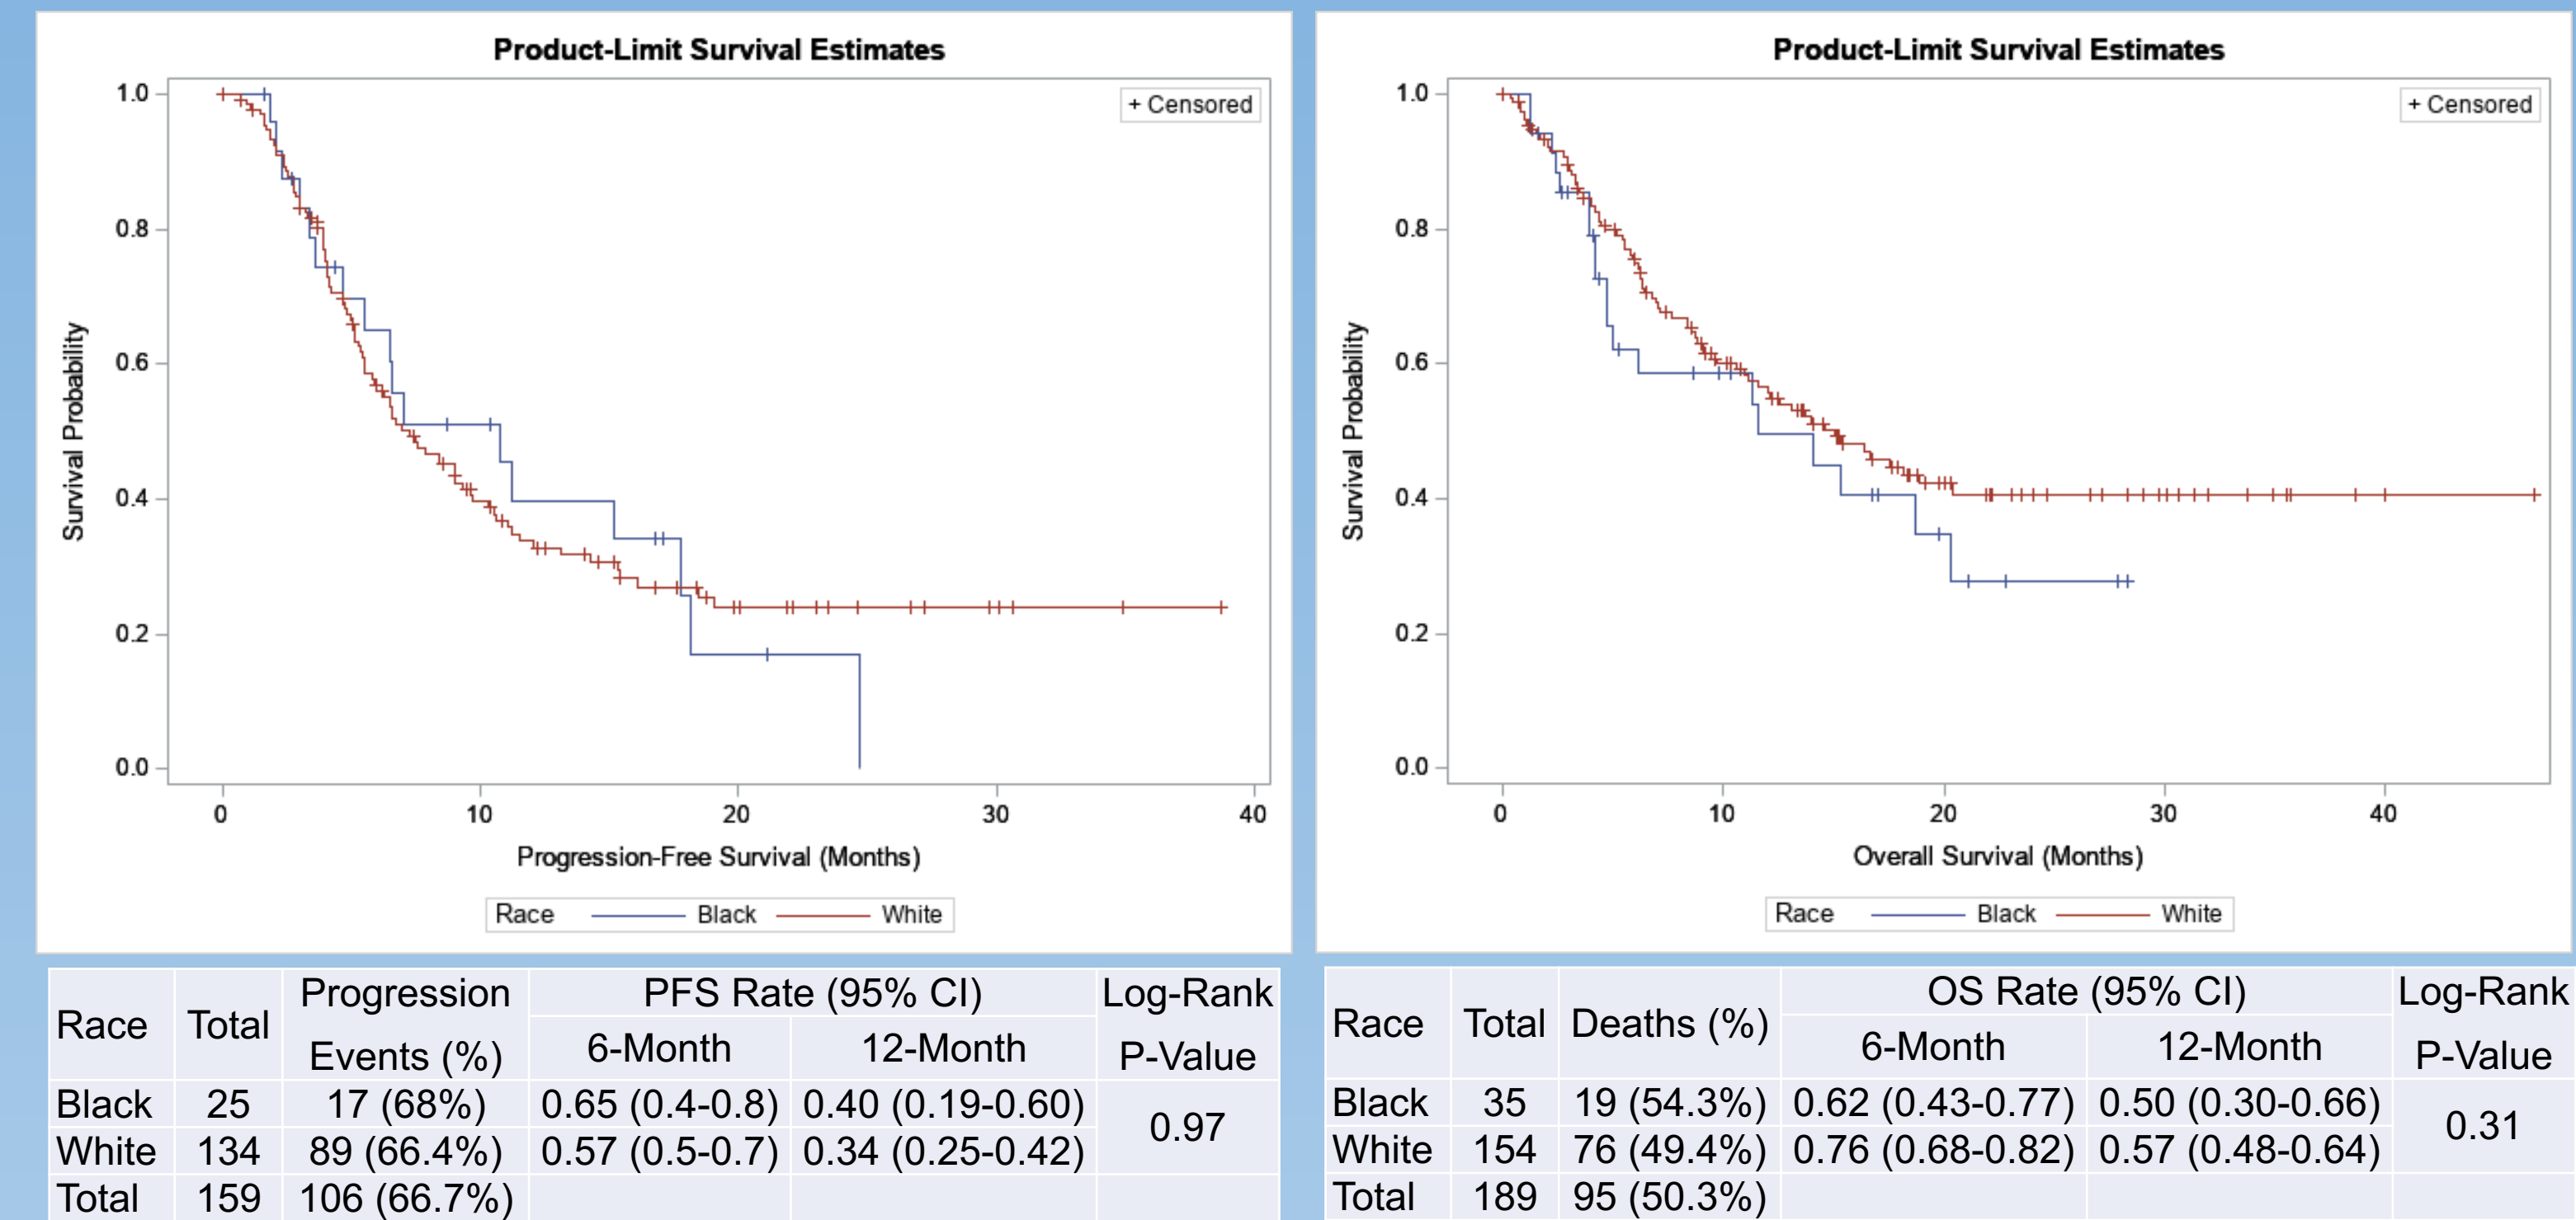 Product-Limit Survival Estimates
+ Censored
1.0
0.8
0.6
0.4
0.2
0.0
Survival Probability
0 10 20 30 40
Progression-Free Survival (Months)
Race Black White
Product-Limit Survival Estimates
+ Censored
1.0
0.8
0.6
0.4
0.2
0.0
Survival Probability
0 10 20 30 40
Overall Survival (Months)
Race Black White
Race Total Progression Events (%) PFS Rate (95% CI) Log-Rank P-Value
6-Month 12-Month
Black 25 17 (68%) 0.65 (0.4-0.8) 0.40 (0.19-0.60) 0.97
White 134 89 (66.4%) 0.57 (0.5-0.7) 0.34 (0.25-0.42)
Total 159 106 (66.7%)
Race Total Deaths (%) OS Rate (95% CI) Log-Rank P-Value
6-Month 12-Month
Black 35 19 (54.3%) 0.62 (0.43-0.77) 0.50 (0.30-0.66) 0.31
White 154 76 (49.4%) 0.76 (0.68-0.82) 0.57 (0.48-0.64)
Total 189 95 (50.3%)